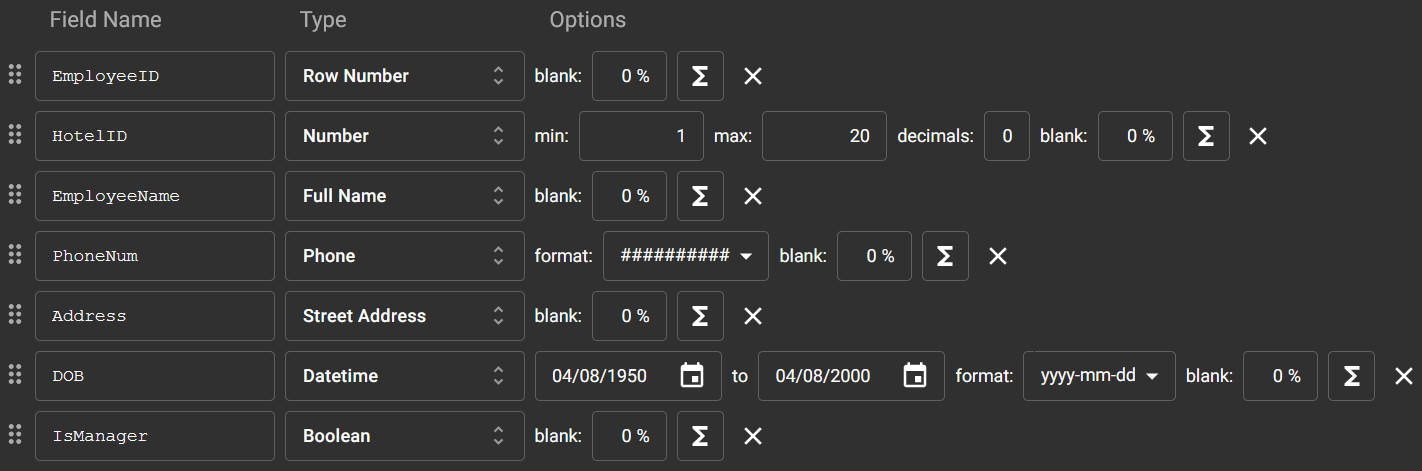 Field Name Type Options
EmployeeID Row Number blank: 0 % Σ
HotelID Number min: 1 max: 20 decimals: 0 blank: 0 % Σ
EmployeeName Full Name blank: 0 % Σ
PhoneNum Phone format: ########## blank: 0 % Σ
Address Street Address blank: 0 % Σ
DOB Datetime 04/08/1950 to 04/08/2000 format: yyyy-mm-dd blank: 0 % Σ
IsManager Boolean blank: 0 % Σ